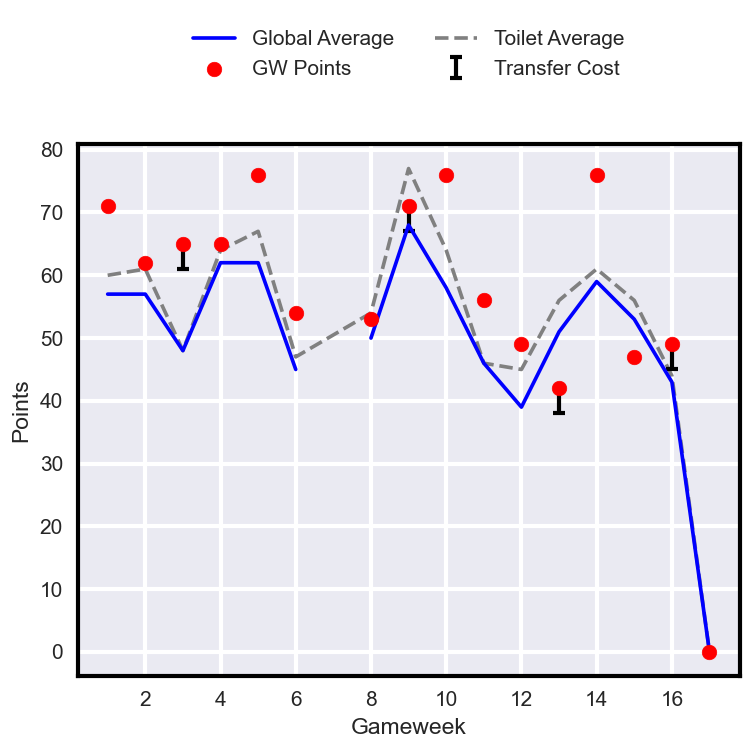 Global Average
Toilet Average
GW Points
Transfer Cost
80
70
60
50
40
30
20
10
0
Points
2 4 6 8 10 12 14 16
Gameweek